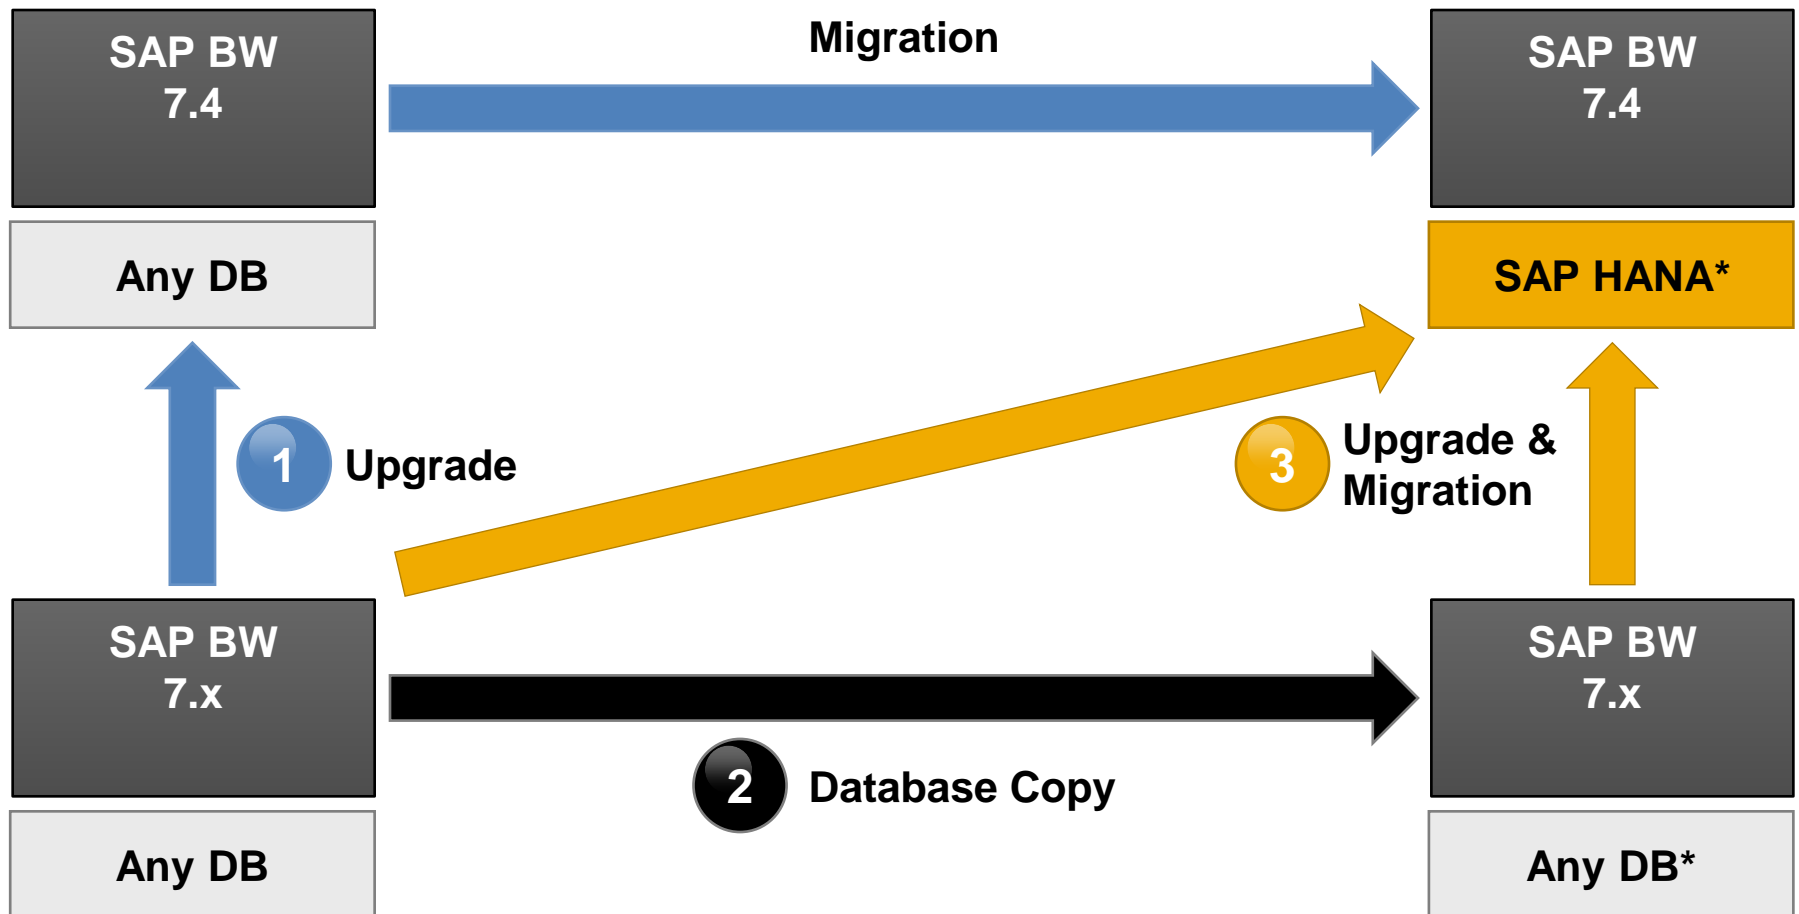 SAP BW
7.4
Any DB
Migration
SAP BW
7.4
SAP HANA*
1
Upgrade
3
Upgrade &
Migration
SAP BW
7.x
Any DB
2
Database Copy
SAP BW
7.x
Any DB*